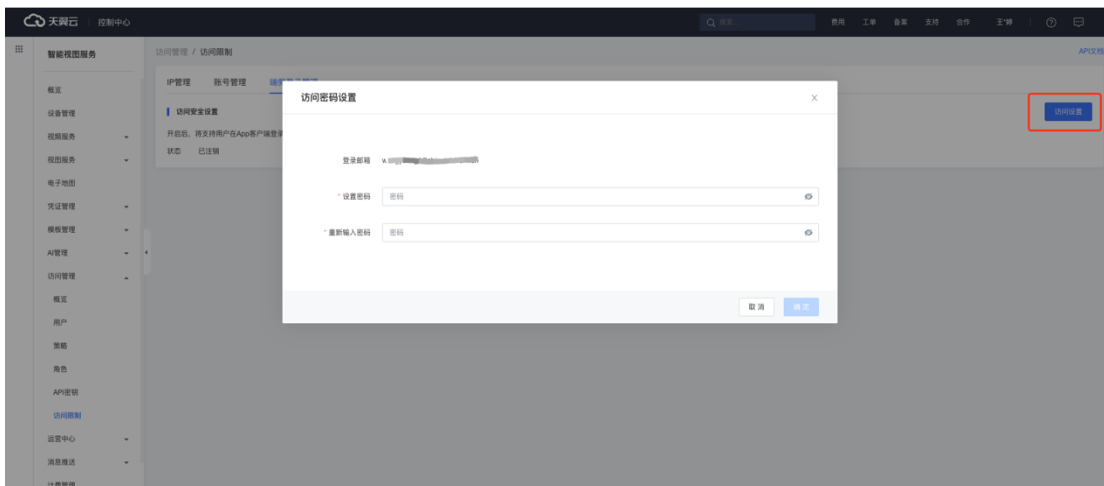 天翼云 控制中心 费用 工单 备案 支持 合作
智能视图服务 访问管理 / 访问限制 API文档
概览
设备管理
视频服务
视图服务
电子地图
凭证管理
模板管理
AI管理
访问管理
概览
用户
策略
角色
API密钥
访问限制
运营中心
消息推送
计费管理
IP管理 账号管理
访问安全设置 访问设置
开启后,将支持用户在App客户端登录
状态 已注销
访问密码设置
登录邮箱
* 设置密码 密码
* 重新输入密码 密码
取消 确定